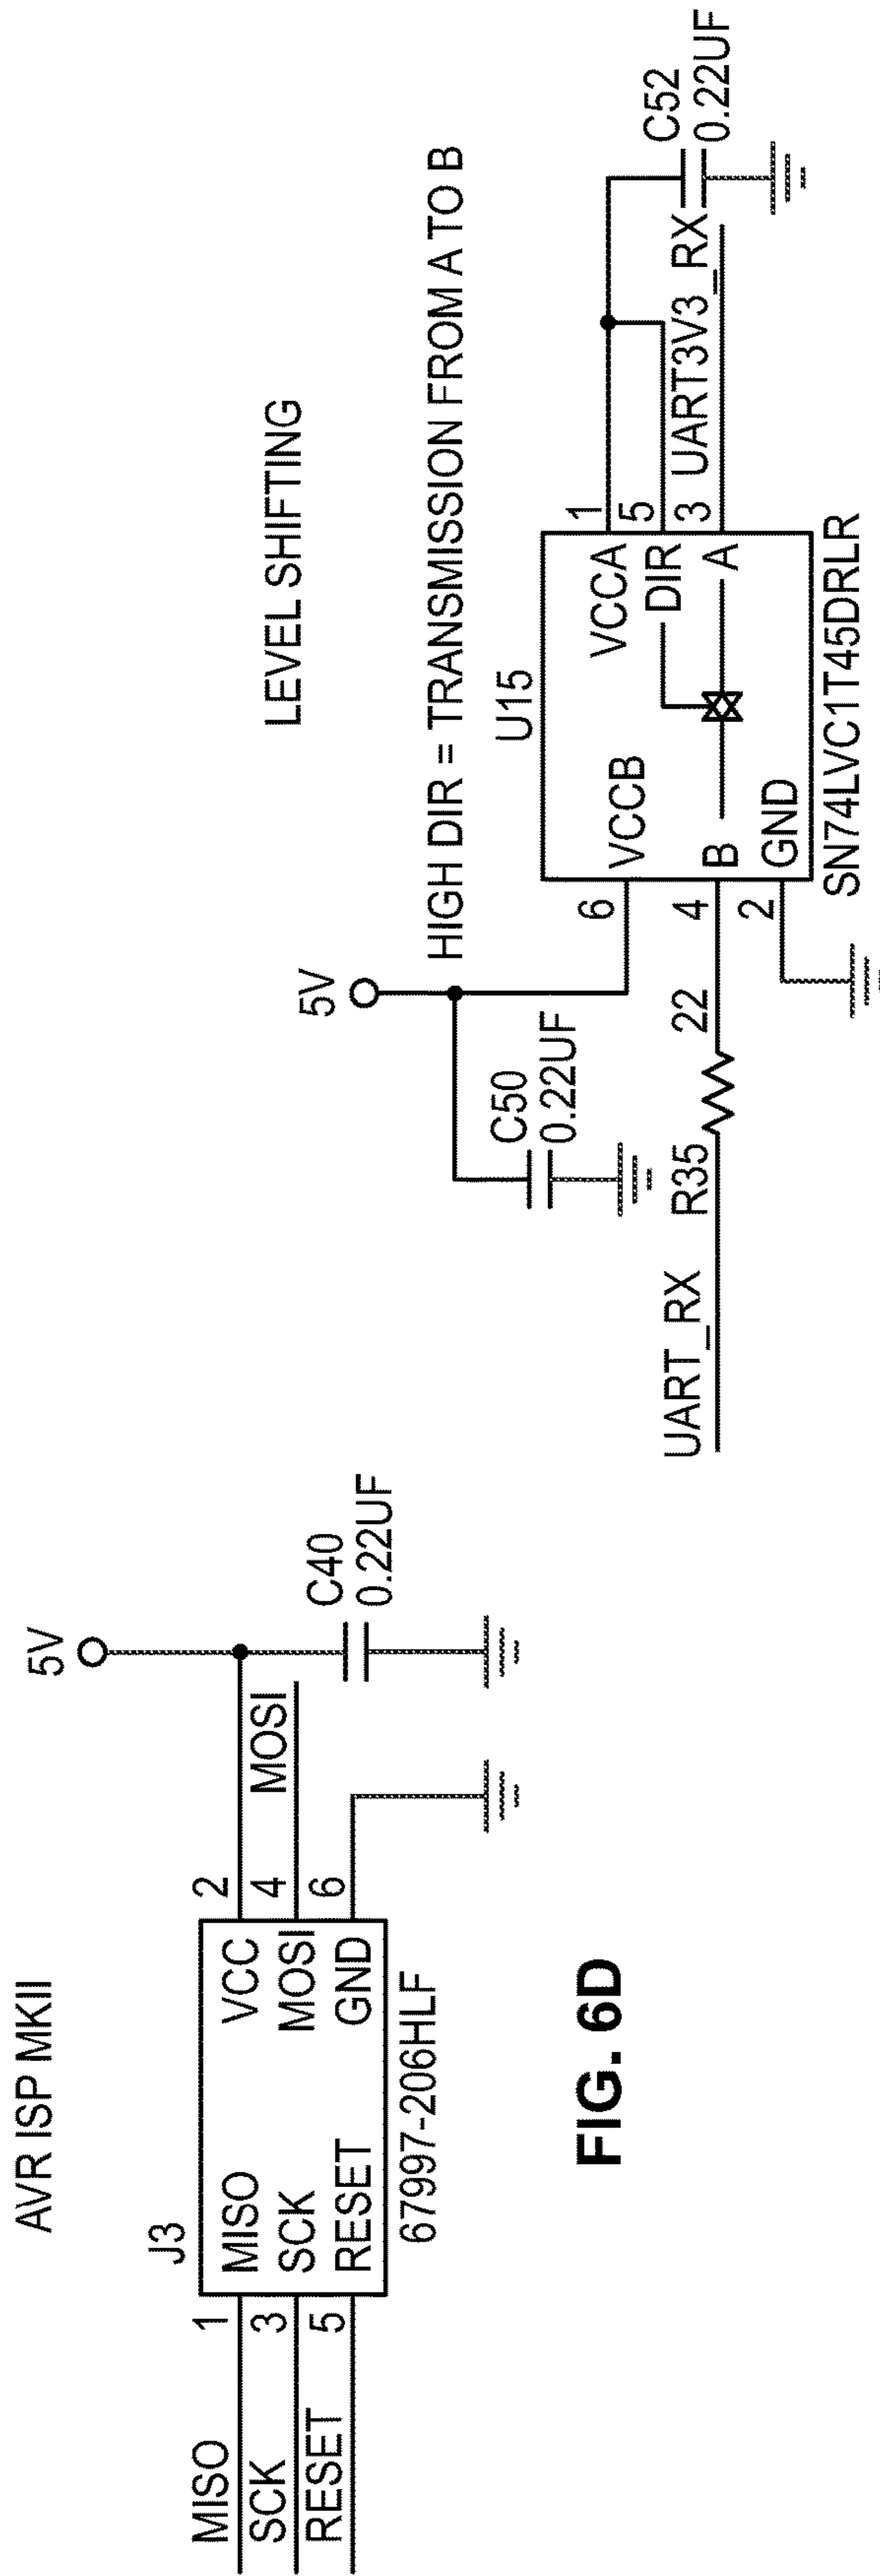 AVR ISP MKII
J3
MISO 1 MISO VCC 2
SCK 3 SCK MOSI 4 MOSI
RESET 5 RESET GND 6
67997-206HLF
5V
C40
0.22UF
FIG. 6D
LEVEL SHIFTING
HIGH DIR = TRANSMISSION FROM A TO B
5V
C50
0.22UF
U15
6 VCCB VCCA 1
DIR 5
UART_RX R35 22 4 B A 3 UART3V3_RX
2 GND
SN74LVC1T45DRLR
C52
0.22UF